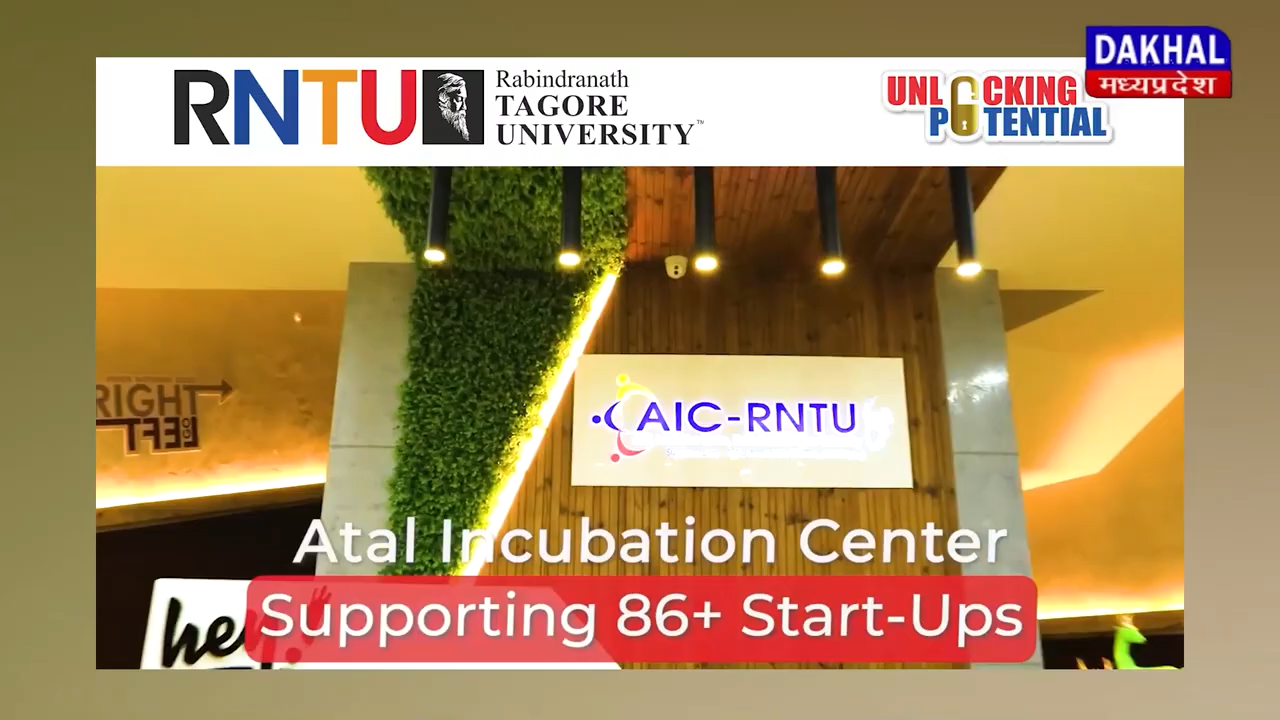 RNTU
Rabindranath
TAGORE
UNIVERSITY™
UNLOCKING
POTENTIAL
DAKHAL
मध्यप्रदेश
RIGHT
GO
LEFT
AIC-RNTU
Atal Incubation Center
Supporting 86+ Start-Ups